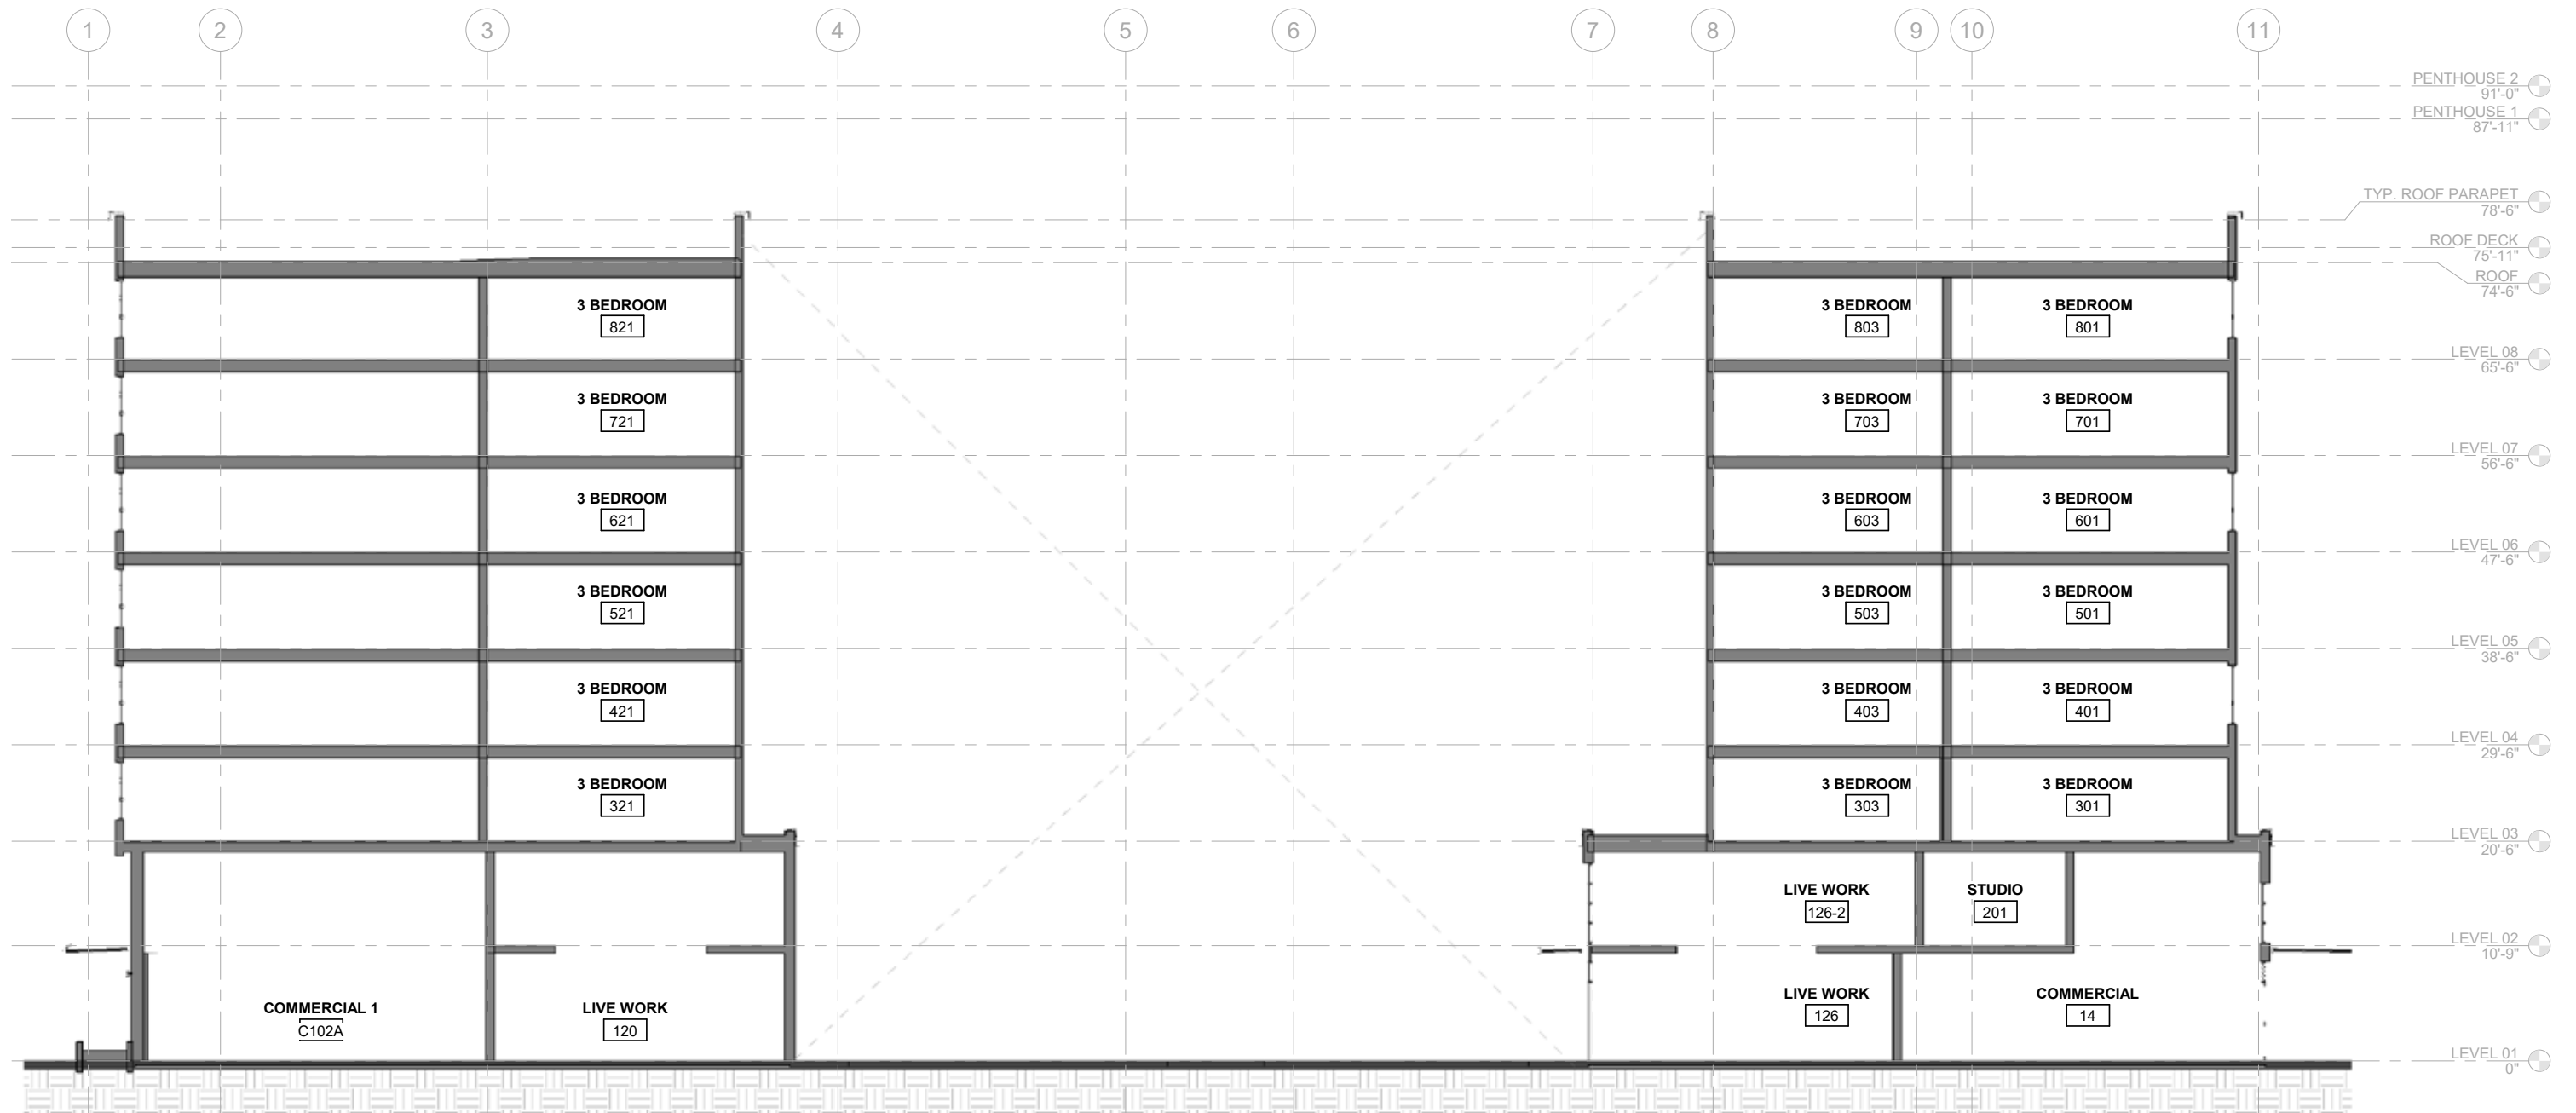 1 2 3 4 5 6 7 8 9 10 11
PENTHOUSE 2
91'-0"
PENTHOUSE 1
87'-11"
TYP. ROOF PARAPET
78'-6"
ROOF DECK
75'-11"
ROOF
74'-6"
3 BEDROOM 3 BEDROOM 3 BEDROOM
821 803 801
LEVEL 08
65'-6"
3 BEDROOM 3 BEDROOM 3 BEDROOM
721 703 701
LEVEL 07
56'-6"
3 BEDROOM 3 BEDROOM 3 BEDROOM
621 603 601
LEVEL 06
47'-6"
3 BEDROOM 3 BEDROOM 3 BEDROOM
521 503 501
LEVEL 05
38'-6"
3 BEDROOM 3 BEDROOM 3 BEDROOM
421 403 401
LEVEL 04
29'-6"
3 BEDROOM 3 BEDROOM 3 BEDROOM
321 303 301
LEVEL 03
20'-6"
LIVE WORK STUDIO
126-2 201
LEVEL 02
10'-9"
COMMERCIAL 1 LIVE WORK LIVE WORK COMMERCIAL
C102A 120 126 14
LEVEL 01
0"